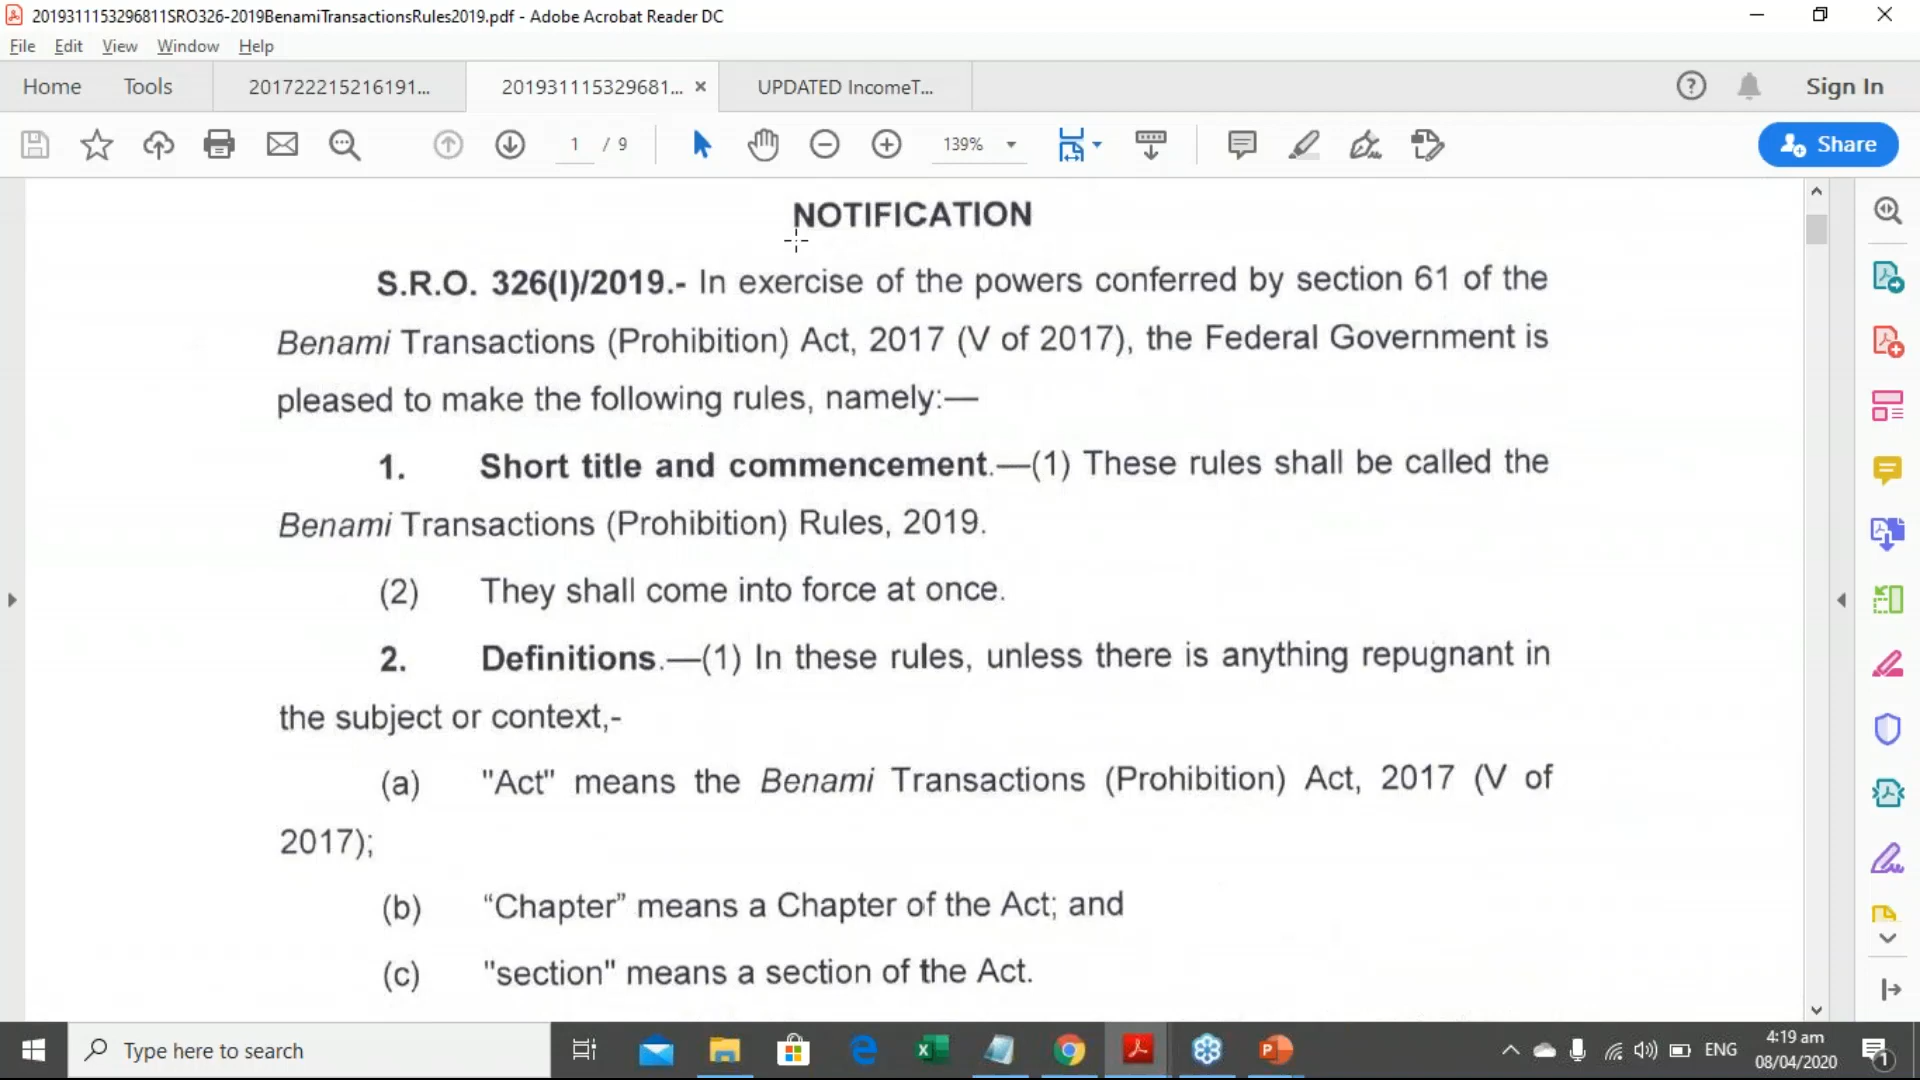 2019311153296811SRO326-2019BenamiTransactionsRules2019.pdf - Adobe Acrobat Reader DC
File Edit View Window Help
Home Tools 201722215216191... 201931115329681... × UPDATED IncomeT... Sign In
1 / 9 139% Share
NOTIFICATION
S.R.O. 326(I)/2019.- In exercise of the powers conferred by section 61 of the
Benami Transactions (Prohibition) Act, 2017 (V of 2017), the Federal Government is
pleased to make the following rules, namely:—
1. Short title and commencement.—(1) These rules shall be called the
Benami Transactions (Prohibition) Rules, 2019.
(2) They shall come into force at once.
2. Definitions.—(1) In these rules, unless there is anything repugnant in
the subject or context,-
(a) "Act" means the Benami Transactions (Prohibition) Act, 2017 (V of
2017);
(b) “Chapter” means a Chapter of the Act; and
(c) "section" means a section of the Act.
Type here to search
ENG
4:19 am
08/04/2020
1